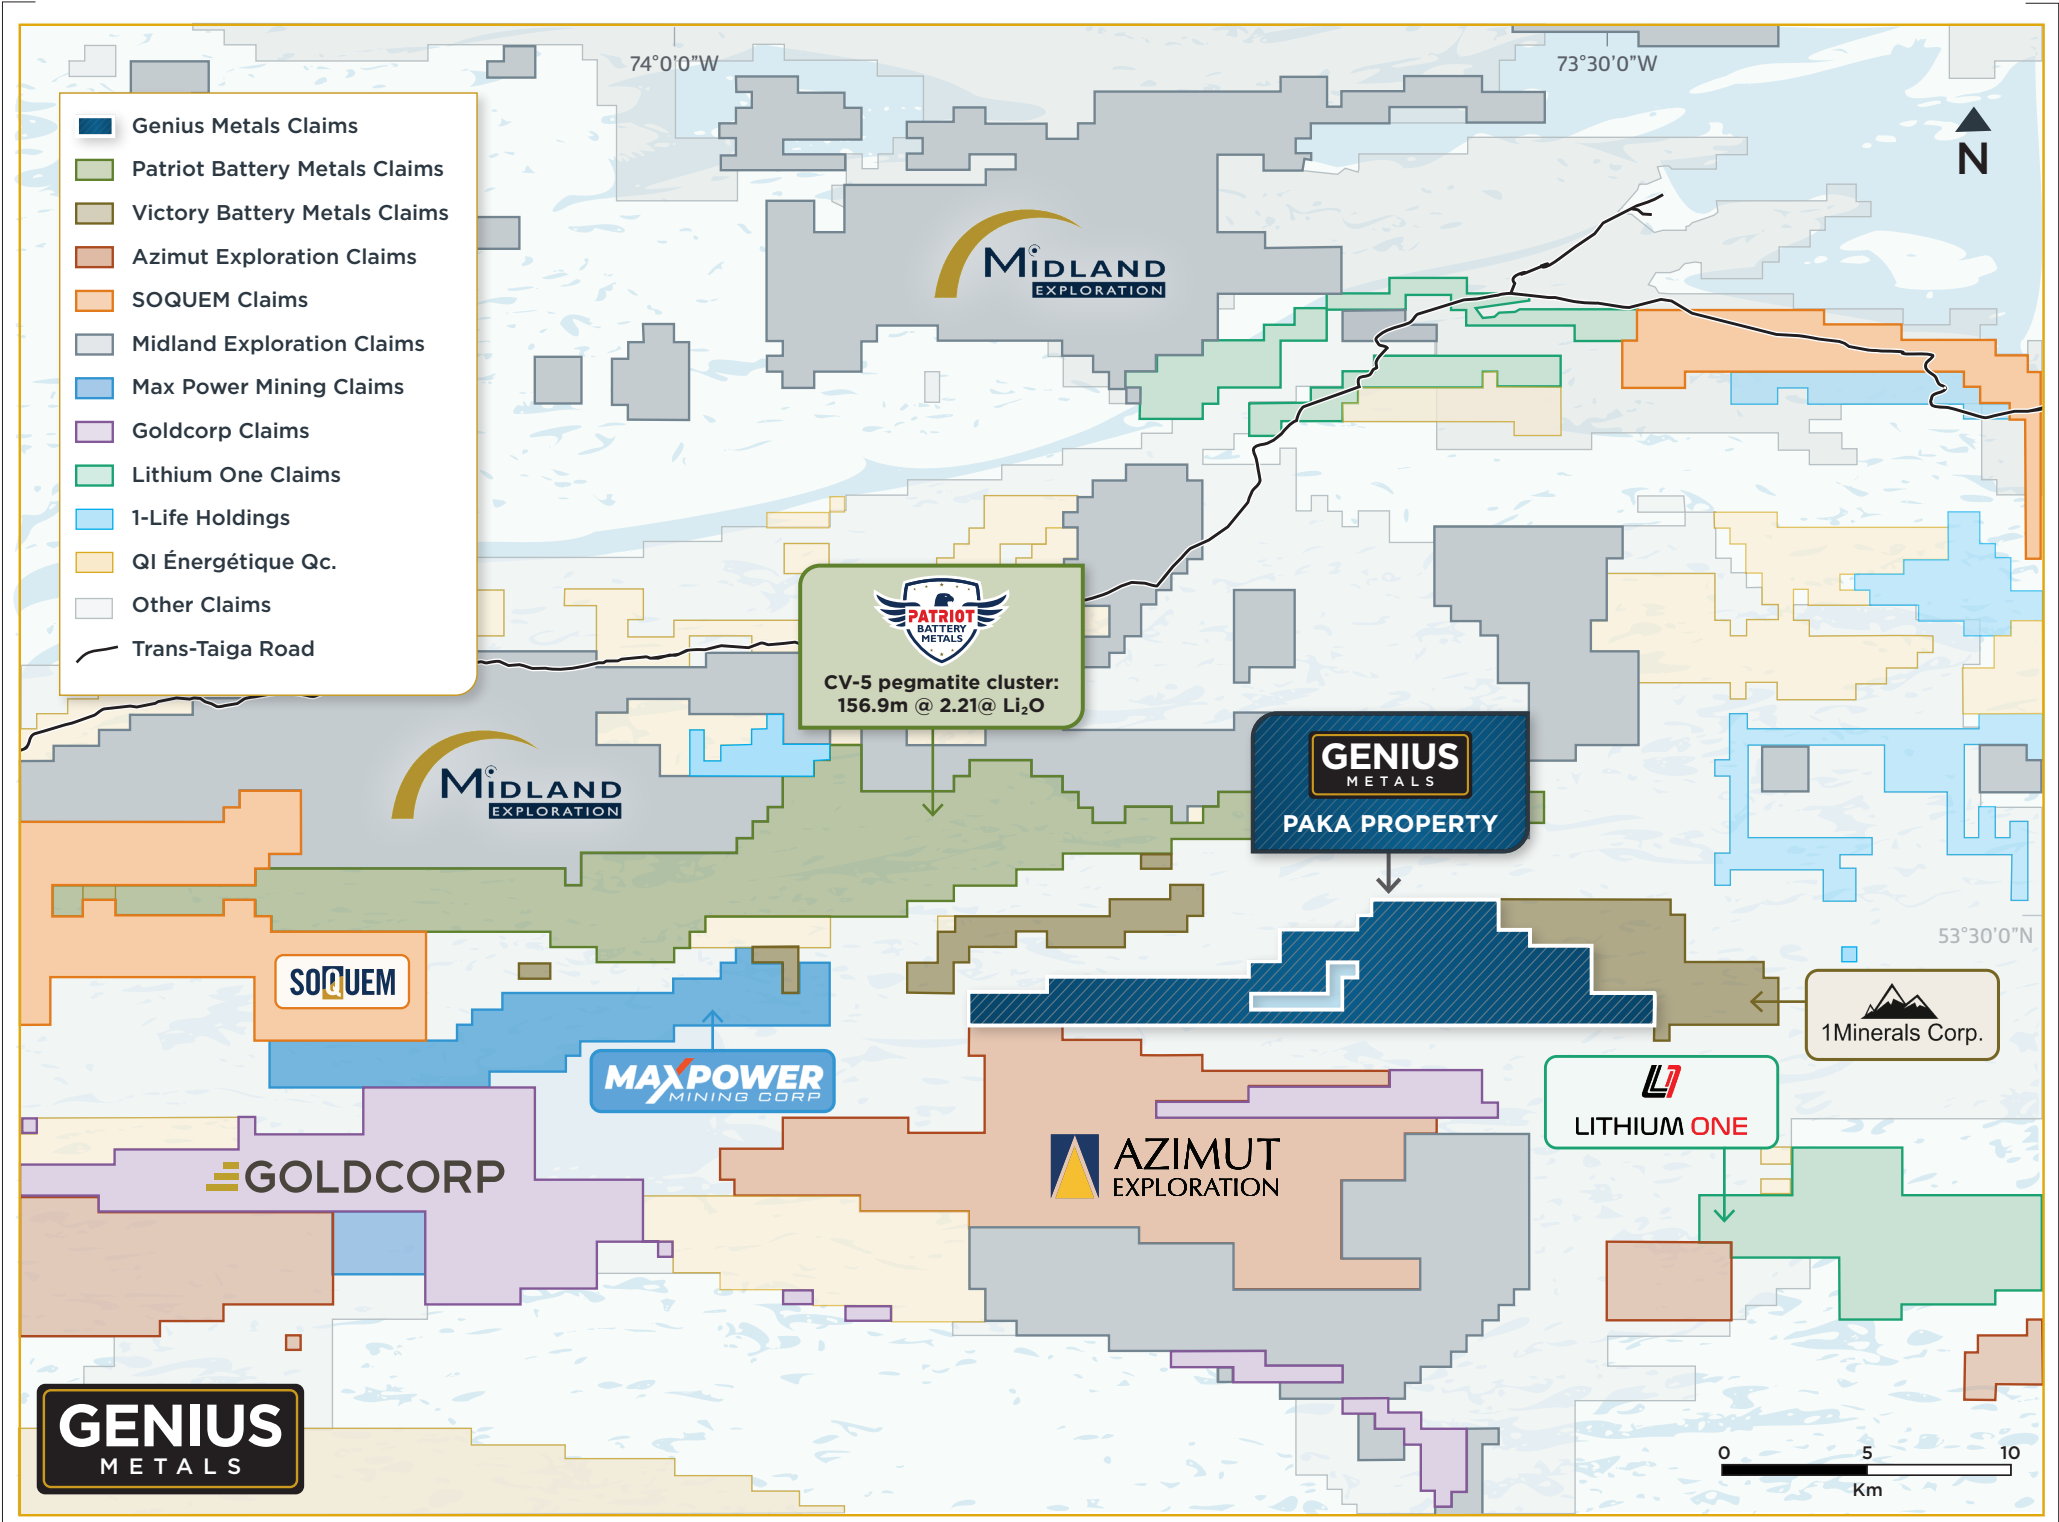 74°0'0"W
73°30'0"W
Genius Metals Claims
Patriot Battery Metals Claims
Victory Battery Metals Claims
Azimut Exploration Claims
SOQUEM Claims
Midland Exploration Claims
Max Power Mining Claims
Goldcorp Claims
Lithium One Claims
1-Life Holdings
QI Énergétique Qc.
Other Claims
Trans-Taiga Road
N
MIDLAND
EXPLORATION
PATRIOT
BATTERY
METALS
CV-5 pegmatite cluster:
156.9m @ 2.21@ Li₂O
GENIUS
METALS
PAKA PROPERTY
MIDLAND
EXPLORATION
53°30'0"N
SOQUEM
1Minerals Corp.
MAXPOWER
MINING CORP
LITHIUM ONE
GOLDCORP
AZIMUT
EXPLORATION
GENIUS
METALS
0 5 10
Km